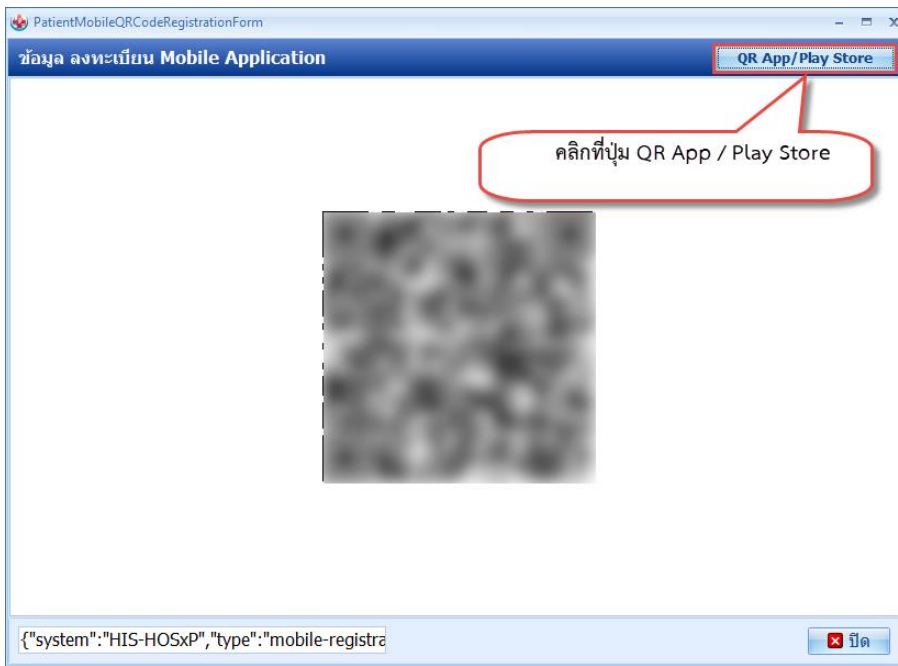 PatientMobileQRCodeRegistrationForm
ข้อมูล ลงทะเบียน Mobile Application
QR App/Play Store
คลิกที่ปุ่ม QR App / Play Store
{"system":"HIS-HOSxP","type":"mobile-registra
ปิด